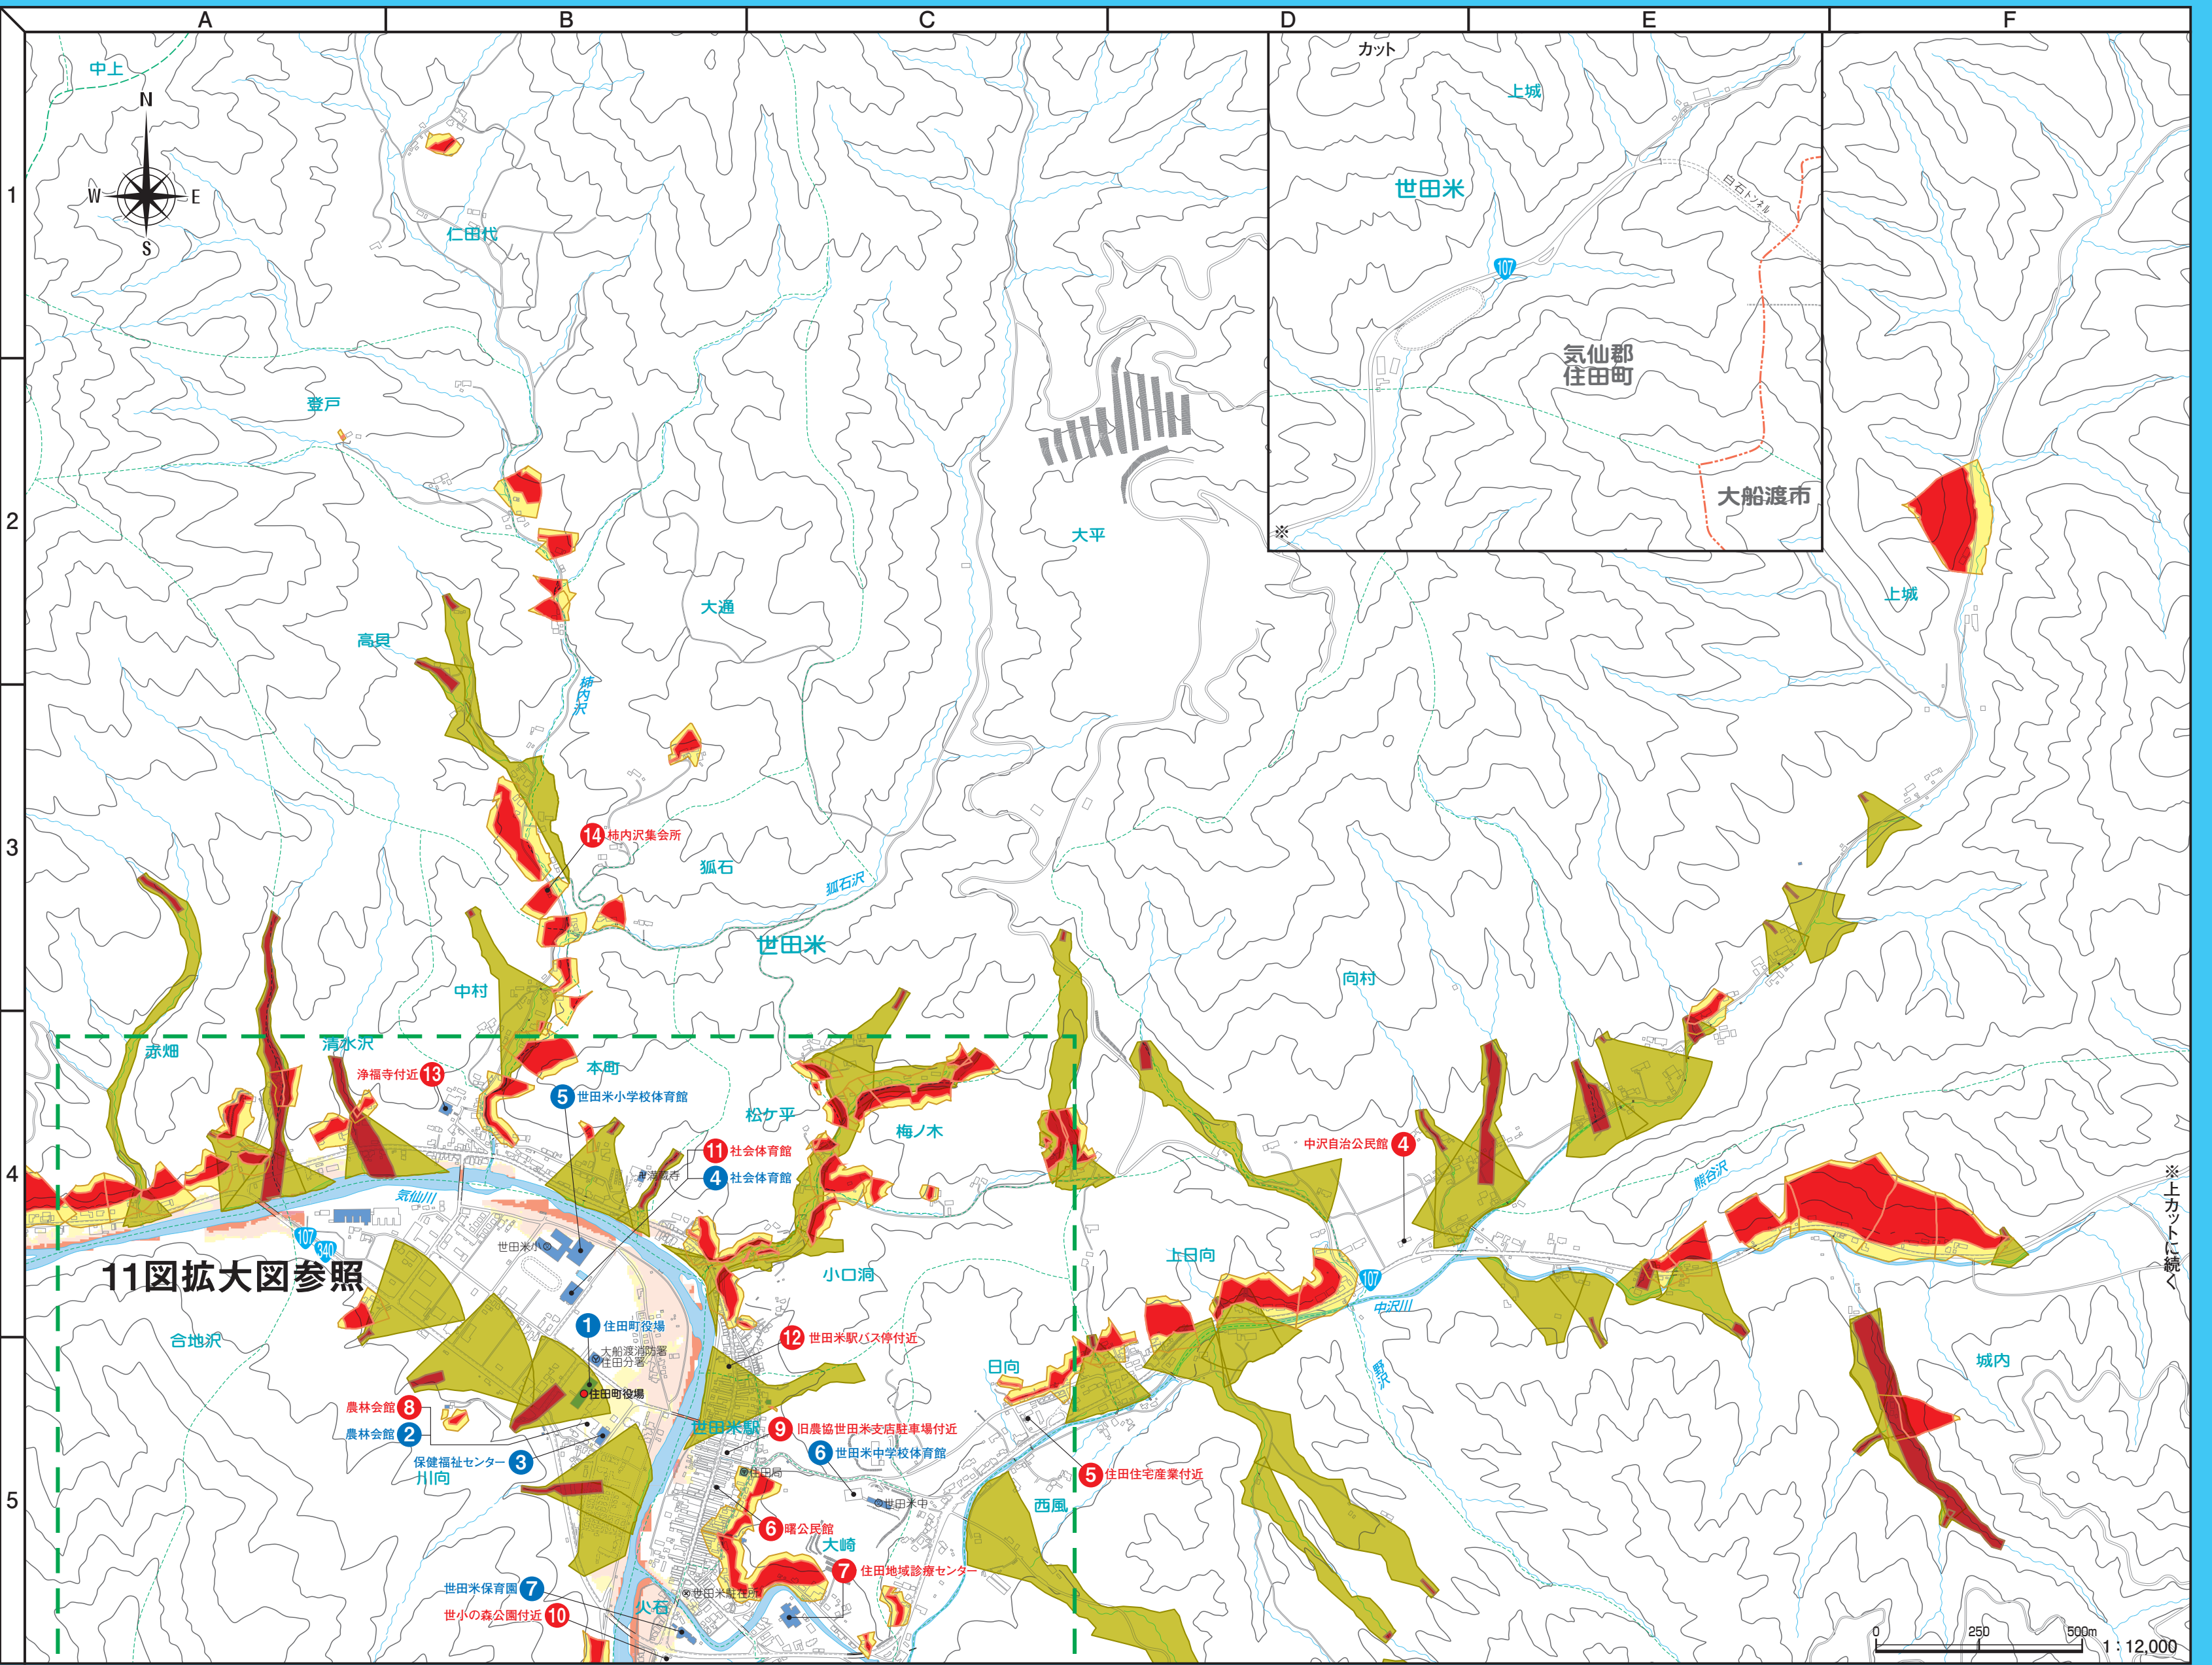 A
B
C
D
E
F
1
2
3
4
5
N
W
E
S
中上
仁田代
登戸
高貝
柿内沢
大通
大平
カット
上城
世田米
白石トンネル
107
気仙郡
住田町
大船渡市
※
上城
14 柿内沢集会所
狐石
狐石沢
世田米
中村
向村
赤畑
清水沢
浄福寺付近 13
本町
5 世田米小学校体育館
松ケ平
梅ノ木
11 社会体育館
4 社会体育館
満蔵寺
中沢自治公民館 4
熊谷沢
※上カットに続く
気仙川
107
340
世田米小
11図拡大図参照
小口洞
上日向
107
中沢川
合地沢
1 住田町役場
大船渡消防署
住田分署
住田町役場
12 世田米駅バス停付近
日向
城内
農林会館 8
農林会館 2
保健福祉センター 3
川向
世田米駅
9 旧農協世田米支店駐車場付近
6 世田米中学校体育館
住田局
世田米中
5 住田住宅産業付近
西風
6 曙公民館
大崎
7 住田地域診療センター
世田米保育園 7
世田米駐在所
火石
世小の森公園付近 10
0 250 500m
1:12,000